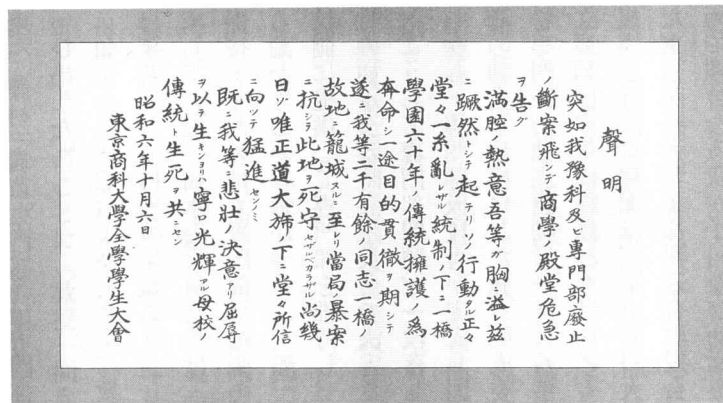 聲明
突如我豫科及ビ專門部廢止
ノ斷案飛ンデ商學ノ殿堂危急
ヲ告グ
滿腔ノ熱意吾等ガ胸ニ溢レ玆
ニ蹶然トシテ起テリソノ行動タル正々
堂々一糸亂レザル統制ノ下ニ一橋
學園六十年ノ傳統擁護ノ爲
奔命シ一途目的貫徹ヲ期シテ
遂ニ我等二千有餘ノ同志一橋ノ
故地ニ籠城スルニ至レリ當局ノ暴案
ニ抗シテ此地ヲ死守セザルベカラザル尚幾
日ゾ唯正道大旆ノ下ニ堂々所信
ニ向ツテ猛進センノミ
既ニ我等ニ悲壯ノ決意アリ屈辱
ヲ以テ生キンヨリハ寧ロ光輝アル母校ノ
傳統ト生死ヲ共ニセン
昭和六年十月六日
東京商科大學全學學生大會